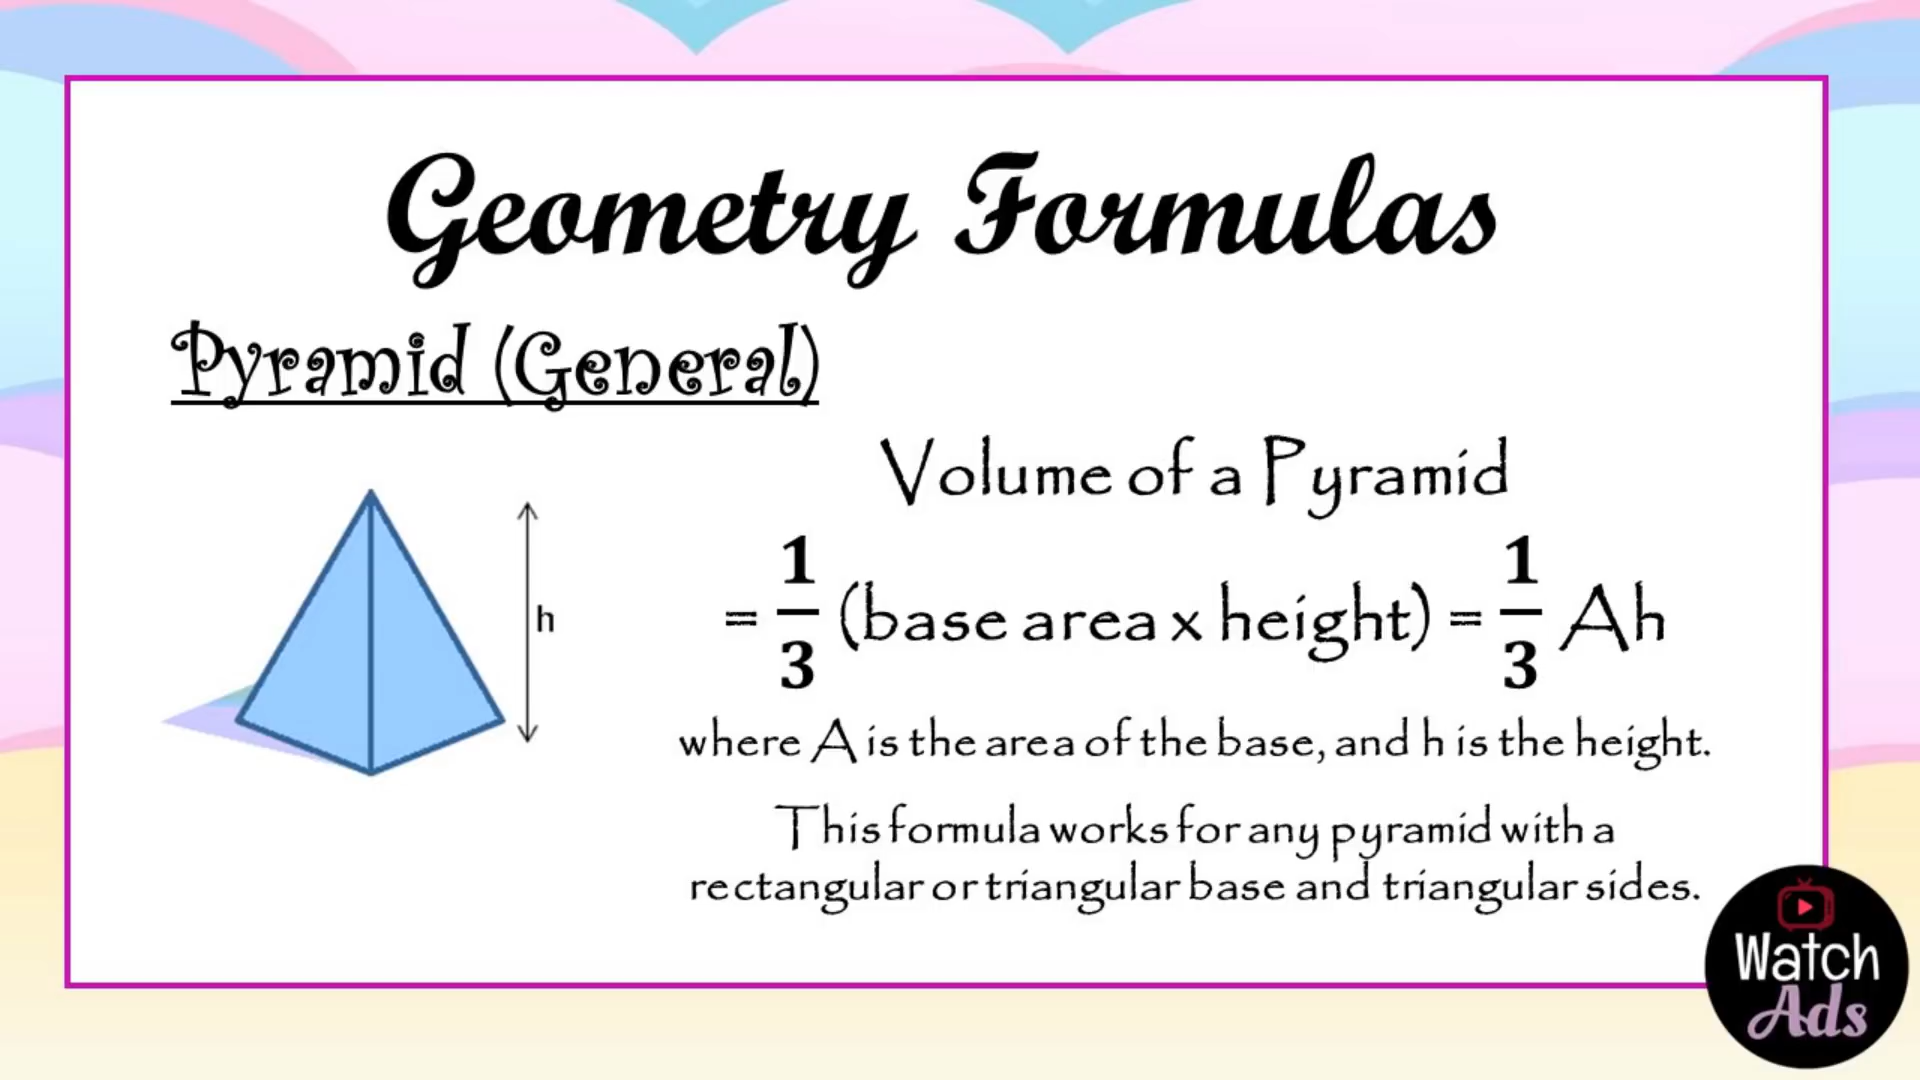 Geometry Formulas
Pyramid (General)
h
Volume of a Pyramid
= 1/3 (base area x height) = 1/3 Ah
where A is the area of the base, and h is the height.
This formula works for any pyramid with a
rectangular or triangular base and triangular sides.
Watch
Ads